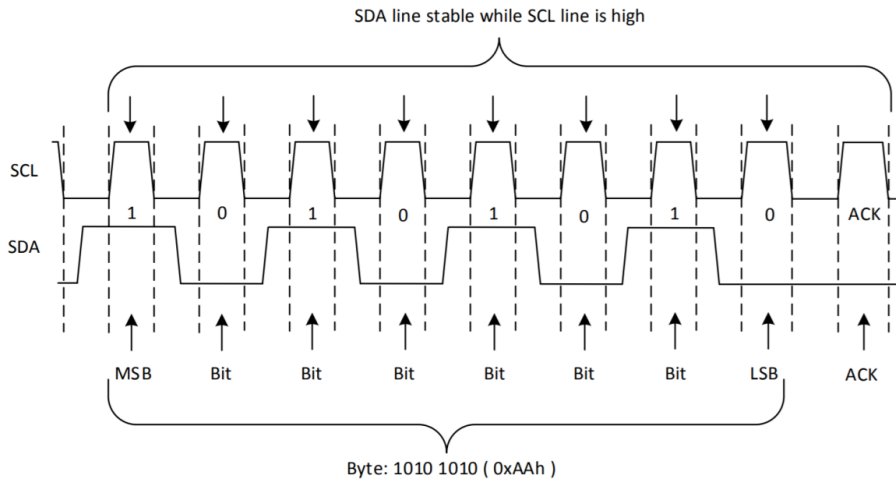 SDA line stable while SCL line is high
SCL
1 0 1 0 1 0 1 0 ACK
SDA
MSB Bit Bit Bit Bit Bit Bit LSB ACK
Byte: 1010 1010 ( 0xAAh )